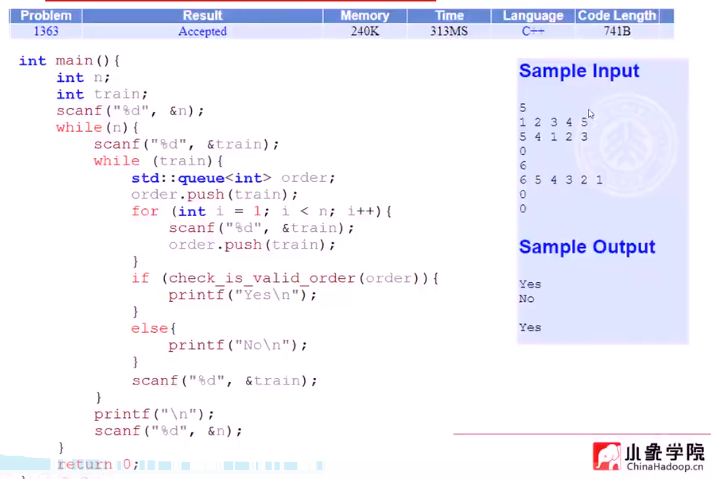 Problem Result Memory Time Language Code Length
1363 Accepted 240K 313MS C++ 741B
int main(){
int n;
int train;
scanf("%d", &n);
while(n){
scanf("%d", &train);
while (train){
std::queue<int> order;
order.push(train);
for (int i = 1; i < n; i++){
scanf("%d", &train);
order.push(train);
}
if (check_is_valid_order(order)){
printf("Yes\n");
}
else{
printf("No\n");
}
scanf("%d", &train);
}
printf("\n");
scanf("%d", &n);
}
return 0;
Sample Input
5
1 2 3 4 5
5 4 1 2 3
0
6
6 5 4 3 2 1
0
0
Sample Output
Yes
No
Yes
小象学院
ChinaHadoop.cn